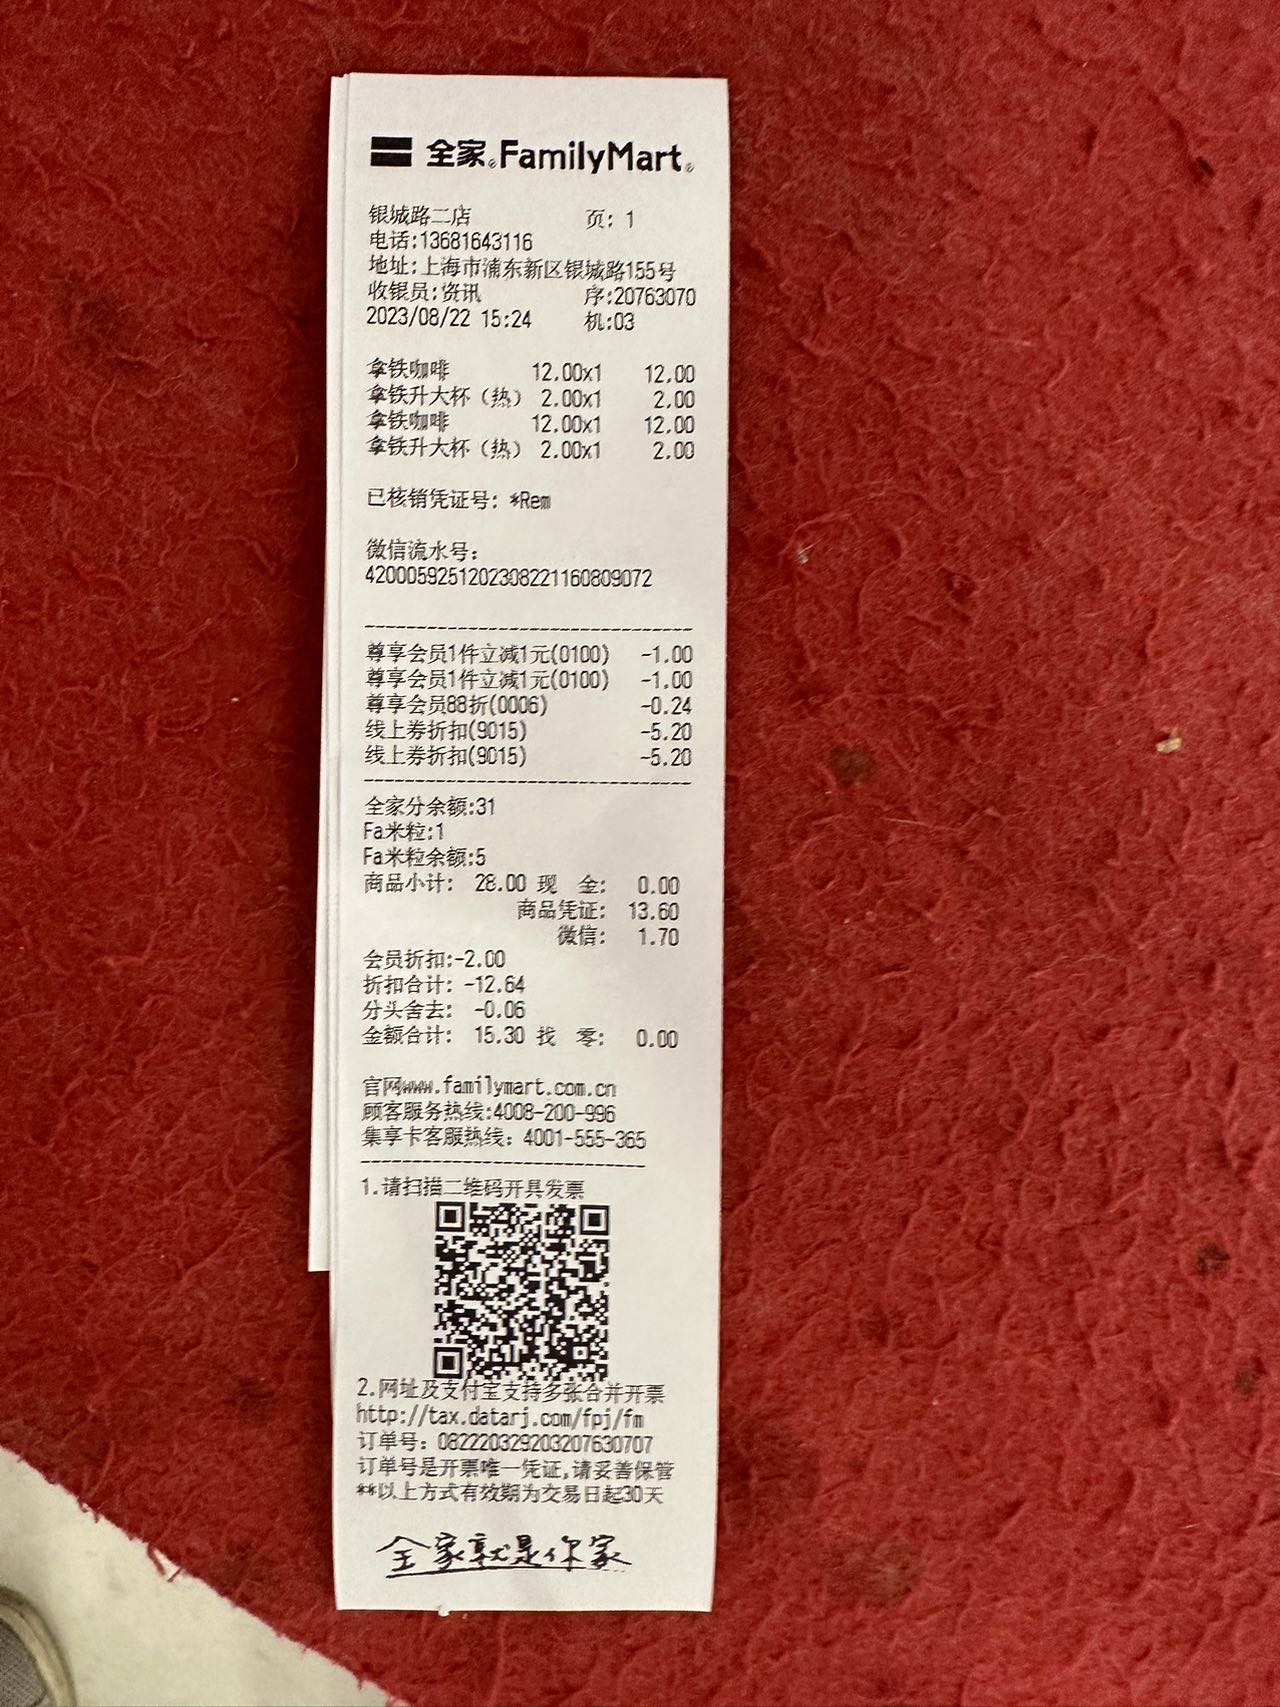 全家®FamilyMart®
银城路二店 页: 1
电话:13681643116
地址:上海市浦东新区银城路155号
收银员:资讯 序:20763070
2023/08/22 15:24 机:03
拿铁咖啡 12.00x1 12.00
拿铁升大杯（热） 2.00x1 2.00
拿铁咖啡 12.00x1 12.00
拿铁升大杯（热） 2.00x1 2.00
已核销凭证号: *Rem
微信流水号:
4200059251202308221160809072
尊享会员1件立减1元(0100) -1.00
尊享会员1件立减1元(0100) -1.00
尊享会员88折(0006) -0.24
线上券折扣(9015) -5.20
线上券折扣(9015) -5.20
全家分余额:31
Fa米粒:1
Fa米粒余额:5
商品小计: 28.00 现 金: 0.00
商品凭证: 13.60
微信: 1.70
会员折扣:-2.00
折扣合计: -12.64
分头舍去: -0.06
金额合计: 15.30 找 零: 0.00
官网www.familymart.com.cn
顾客服务热线:4008-200-996
集享卡客服热线: 4001-555-365
1.请扫描二维码开具发票
2.网址及支付宝支持多张合并开票
http://tax.datarj.com/fpj/fm
订单号: 082220329203207630707
订单号是开票唯一凭证,请妥善保管
**以上方式有效期为交易日起30天
全家就是你家